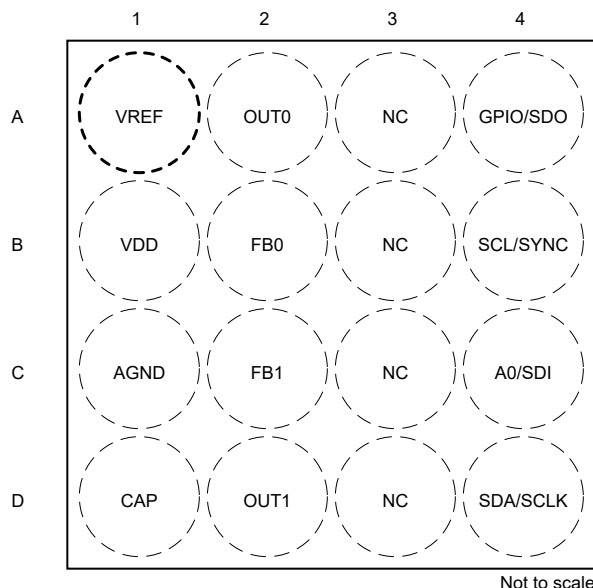 1 2 3 4
A VREF OUT0 NC GPIO/SDO
B VDD FB0 NC SCL/SYNC
C AGND FB1 NC A0/SDI
D CAP OUT1 NC SDA/SCLK
Not to scale